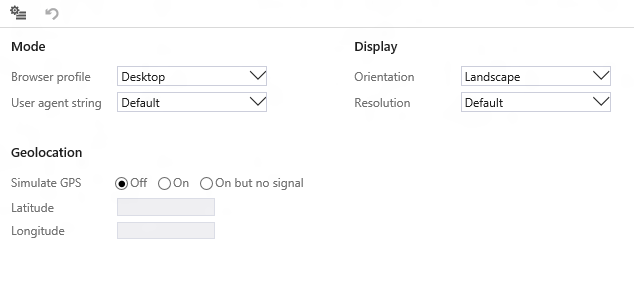 Mode
Browser profile Desktop
User agent string Default
Display
Orientation Landscape
Resolution Default
Geolocation
Simulate GPS Off On On but no signal
Latitude
Longitude